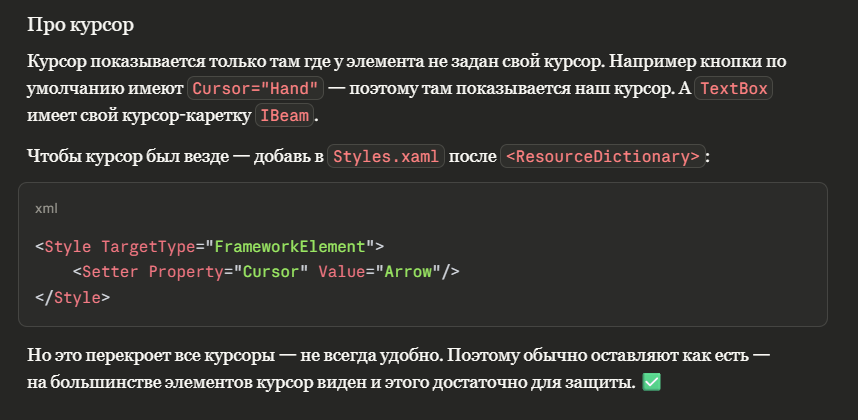 Про курсор
Курсор показывается только там где у элемента не задан свой курсор. Например кнопки по
умолчанию имеют Cursor="Hand" — поэтому там показывается наш курсор. А TextBox
имеет свой курсор-каретку IBeam.
Чтобы курсор был везде — добавь в Styles.xaml после <ResourceDictionary>:
xml
<Style TargetType="FrameworkElement">
    <Setter Property="Cursor" Value="Arrow"/>
</Style>
Но это перекроет все курсоры — не всегда удобно. Поэтому обычно оставляют как есть —
на большинстве элементов курсор виден и этого достаточно для защиты. ✅